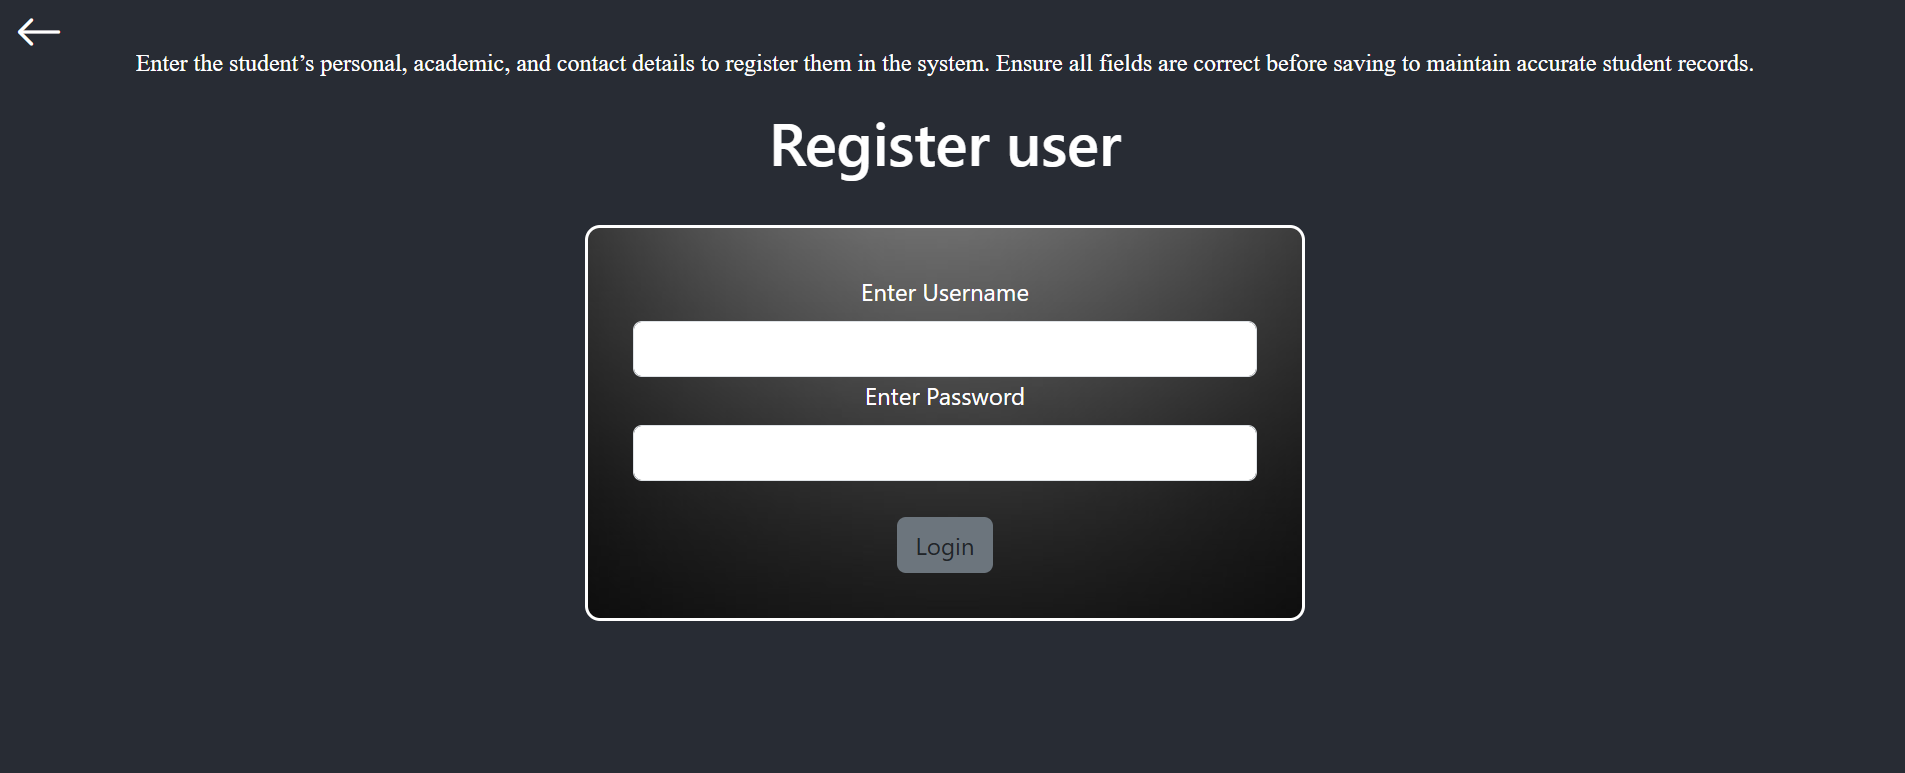 Enter the student’s personal, academic, and contact details to register them in the system. Ensure all fields are correct before saving to maintain accurate student records.
Register user
Enter Username
Enter Password
Login